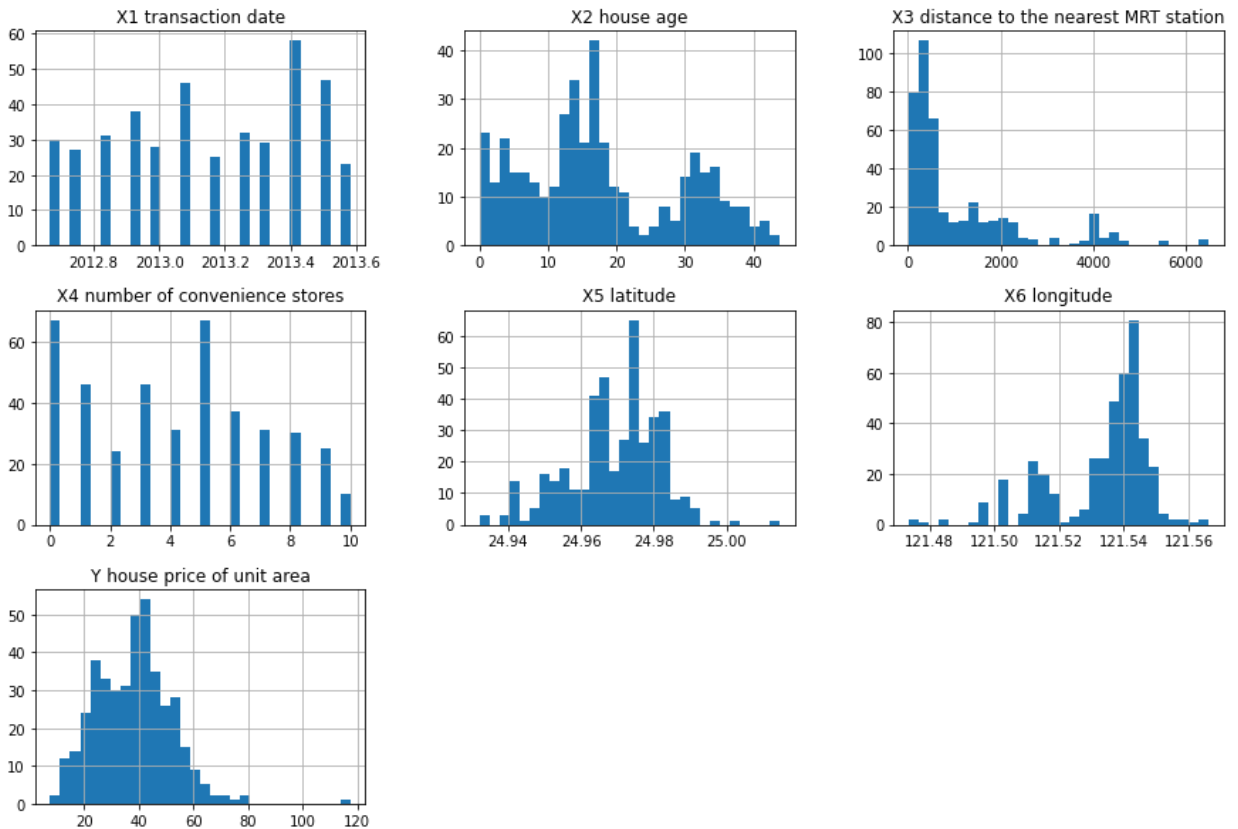 X1 transaction date
60
50
40
30
20
10
0
2012.8 2013.0 2013.2 2013.4 2013.6
X2 house age
40
30
20
10
0
0 10 20 30 40
X3 distance to the nearest MRT station
100
80
60
40
20
0
0 2000 4000 6000
X4 number of convenience stores
60
40
20
0
0 2 4 6 8 10
X5 latitude
60
50
40
30
20
10
0
24.94 24.96 24.98 25.00
X6 longitude
80
60
40
20
0
121.48 121.50 121.52 121.54 121.56
Y house price of unit area
50
40
30
20
10
0
20 40 60 80 100 120